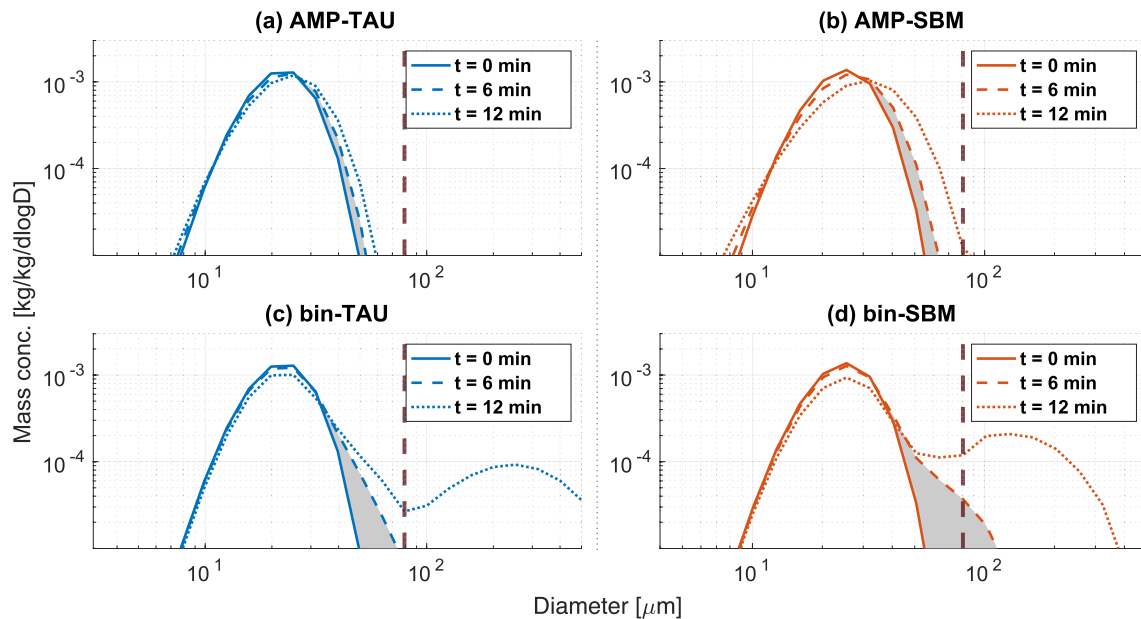 (a) AMP-TAU
(b) AMP-SBM
t = 0 min
t = 6 min
t = 12 min
t = 0 min
t = 6 min
t = 12 min
10^-3
10^-4
10^1
10^2
10^-3
10^-4
10^1
10^2
Mass conc. [kg/kg/dlogD]
(c) bin-TAU
(d) bin-SBM
t = 0 min
t = 6 min
t = 12 min
t = 0 min
t = 6 min
t = 12 min
10^-3
10^-4
10^1
10^2
10^-3
10^-4
10^1
10^2
Diameter [μm]